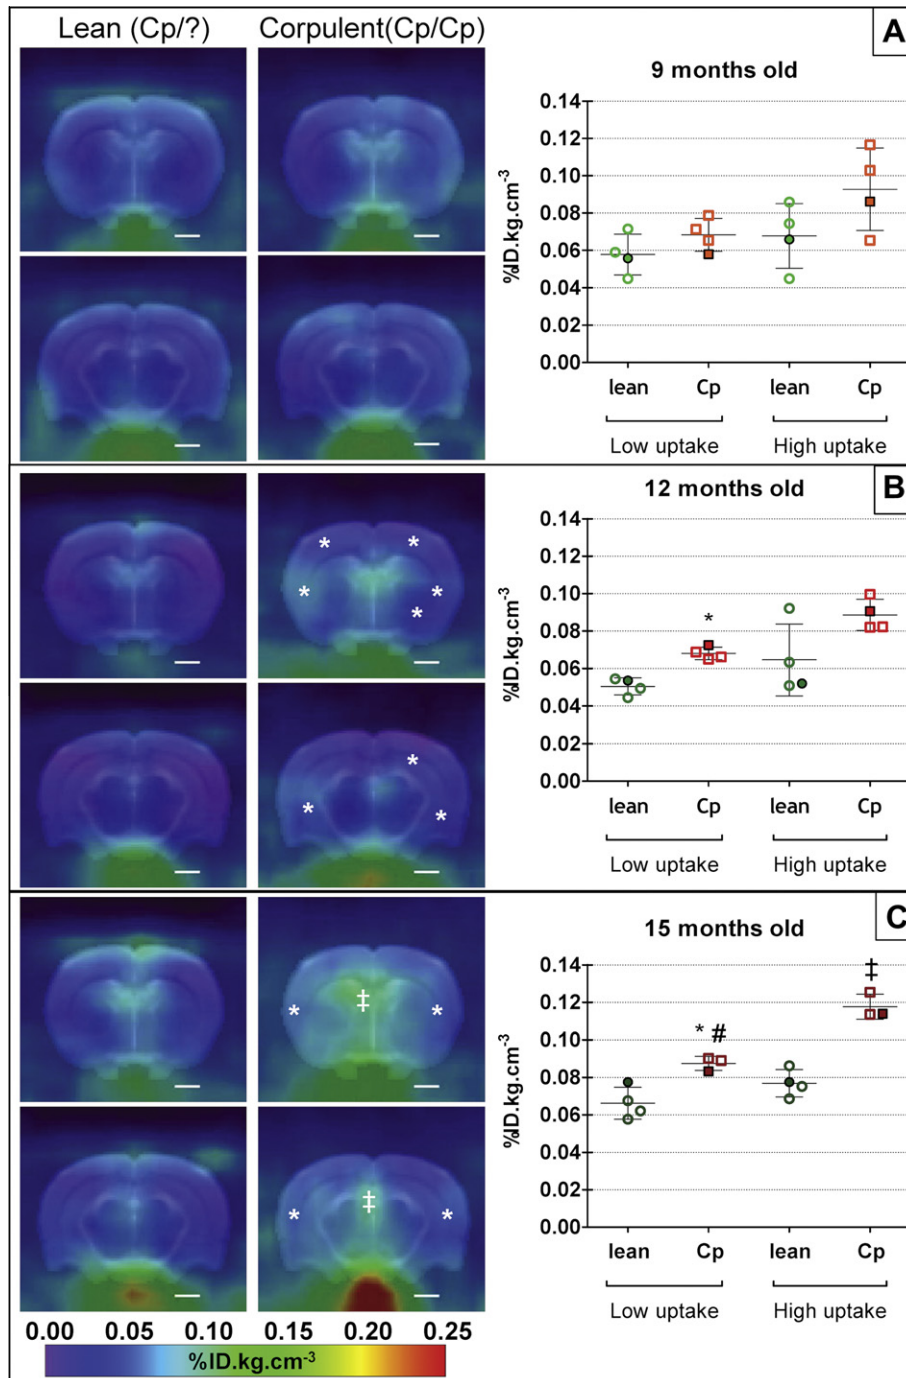 Lean (Cp/?) Corpulent(Cp/Cp)
A
9 months old
%ID.kg.cm-3
0.14
0.12
0.10
0.08
0.06
0.04
0.02
0.00
lean Cp lean Cp
Low uptake High uptake
B
12 months old
%ID.kg.cm-3
0.14
0.12
0.10
0.08
0.06
0.04
0.02
0.00
*
* *
* * *
*
* *
lean Cp lean Cp
Low uptake High uptake
C
15 months old
%ID.kg.cm-3
0.14
0.12
0.10
0.08
0.06
0.04
0.02
0.00
‡
* #
* ‡ *
‡
* *
lean Cp lean Cp
Low uptake High uptake
0.00 0.05 0.10 0.15 0.20 0.25
%ID.kg.cm-3